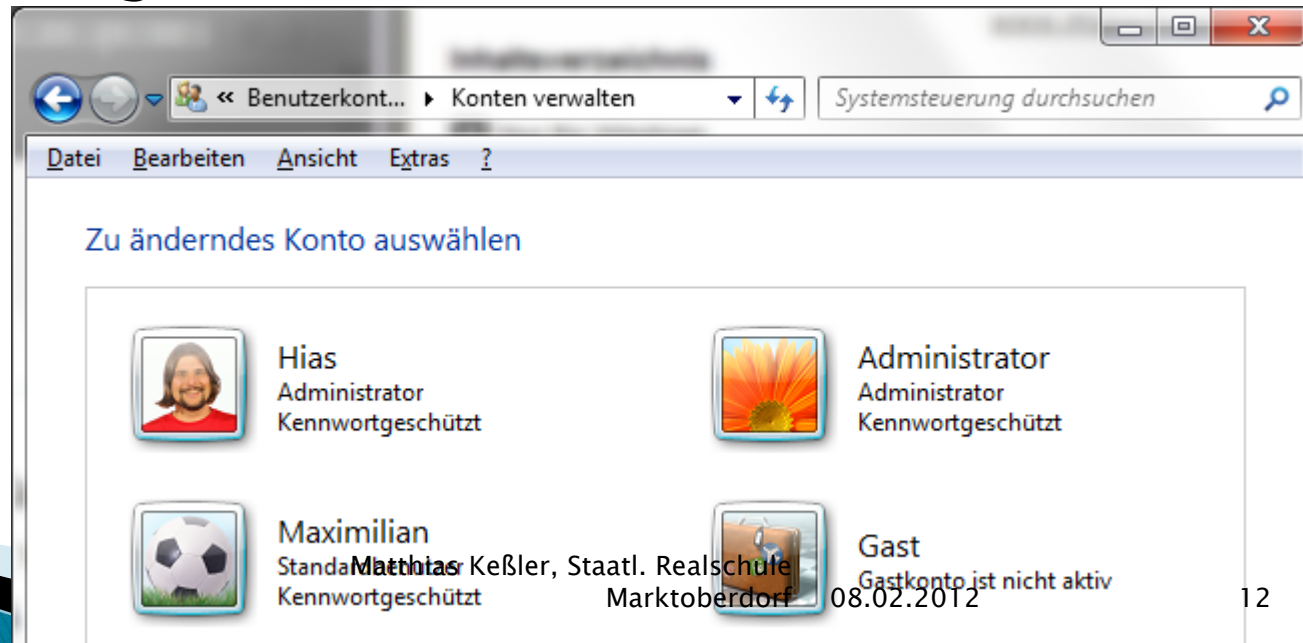 « Benutzerkont... ▸ Konten verwalten
Systemsteuerung durchsuchen
Datei Bearbeiten Ansicht Extras ?
Zu änderndes Konto auswählen
Hias
Administrator
Kennwortgeschützt
Administrator
Administrator
Kennwortgeschützt
Maximilian
Standardbenutzer
Kennwortgeschützt
Gast
Gastkonto ist nicht aktiv
Matthias Keßler, Staatl. Realschule
Marktoberdorf
08.02.2012
12